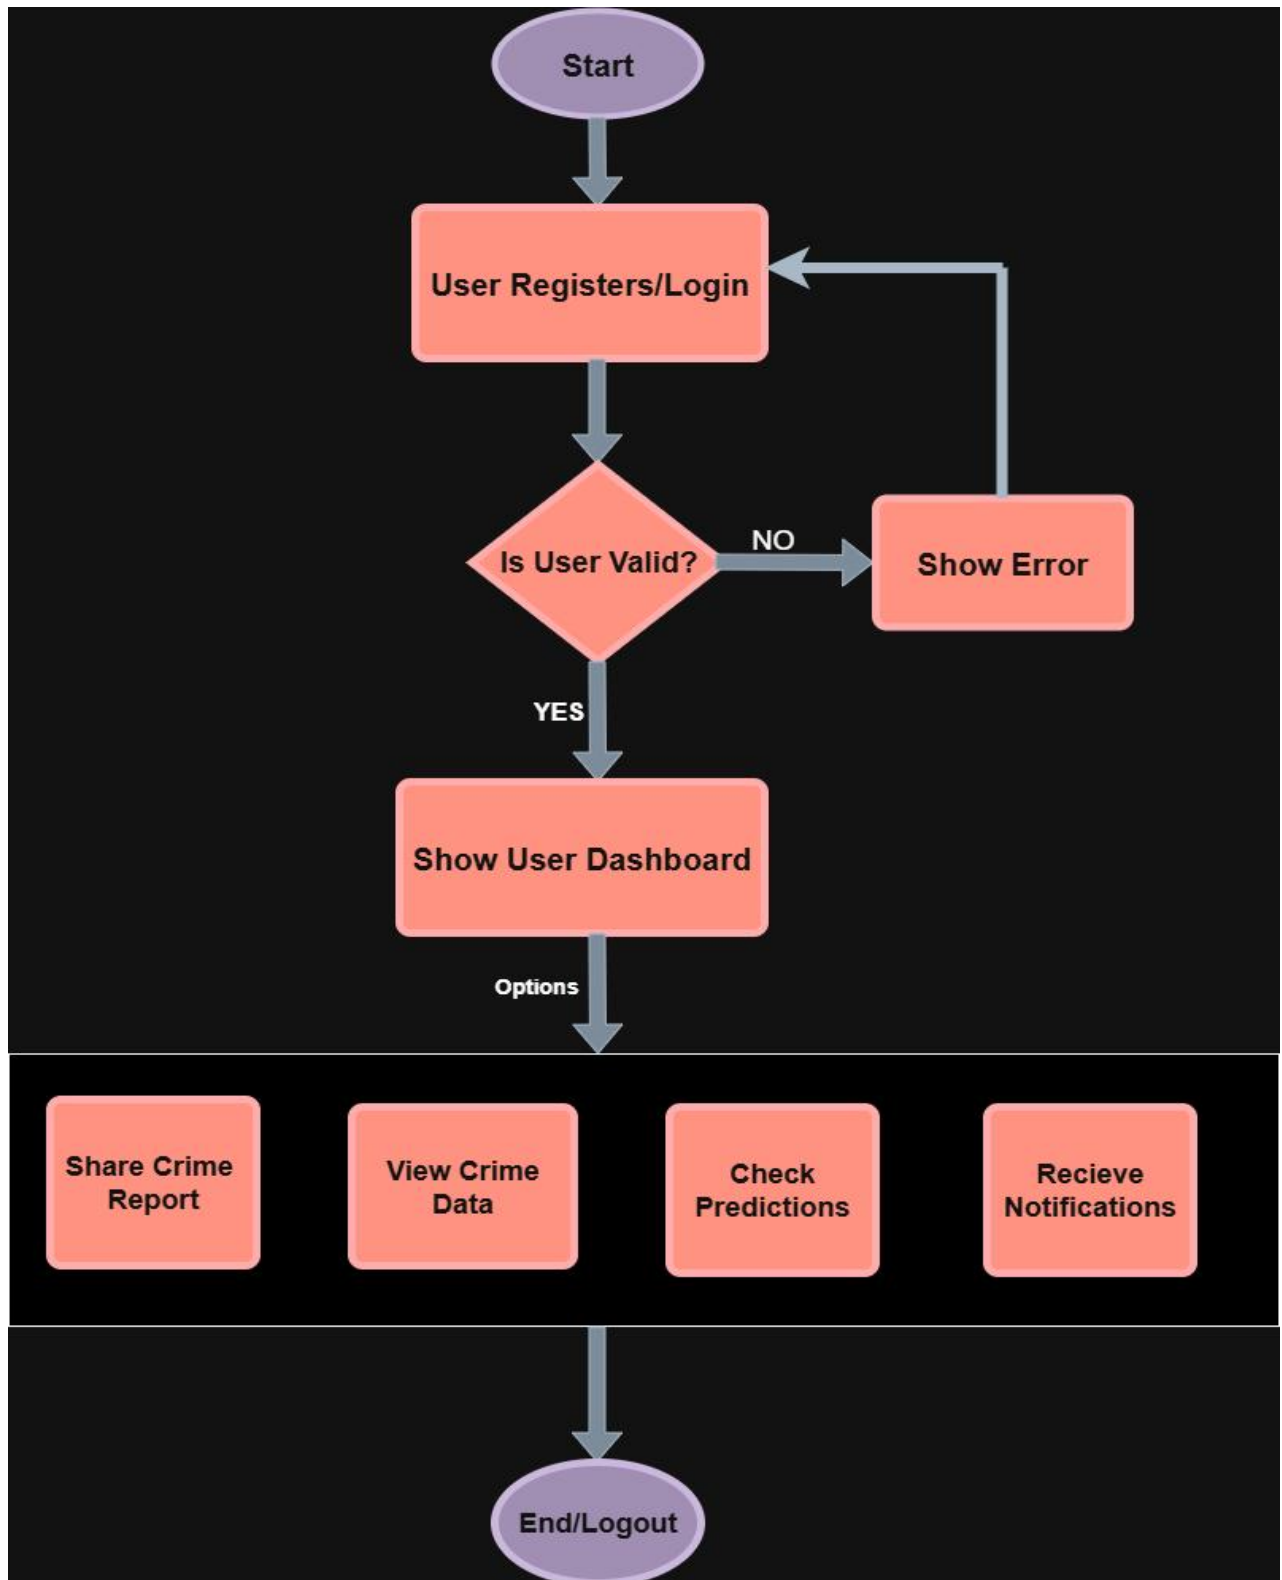 Start
User Registers/Login
Is User Valid?
NO
Show Error
YES
Show User Dashboard
Options
Share Crime
Report
View Crime
Data
Check
Predictions
Recieve
Notifications
End/Logout